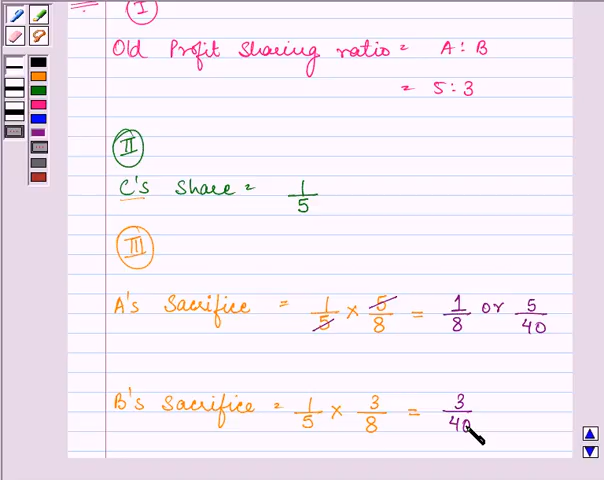 I
Old Profit sharing ratio = A : B
= 5 : 3
II
C's Share = 1/5
III
A's Sacrifice = 1/5 × 5/8 = 1/8 or 5/40
B's Sacrifice = 1/5 × 3/8 = 3/40